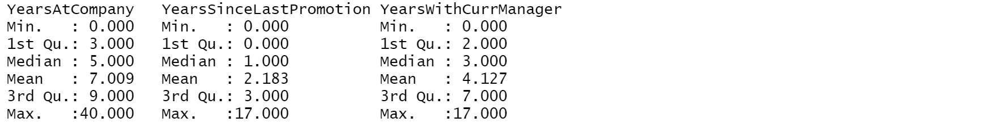 YearsAtCompany   YearsSinceLastPromotion YearsWithCurrManager
Min.   : 0.000   Min.   : 0.000          Min.   : 0.000
1st Qu.: 3.000   1st Qu.: 0.000          1st Qu.: 2.000
Median : 5.000   Median : 1.000          Median : 3.000
Mean   : 7.009   Mean   : 2.183          Mean   : 4.127
3rd Qu.: 9.000   3rd Qu.: 3.000          3rd Qu.: 7.000
Max.   :40.000   Max.   :17.000          Max.   :17.000